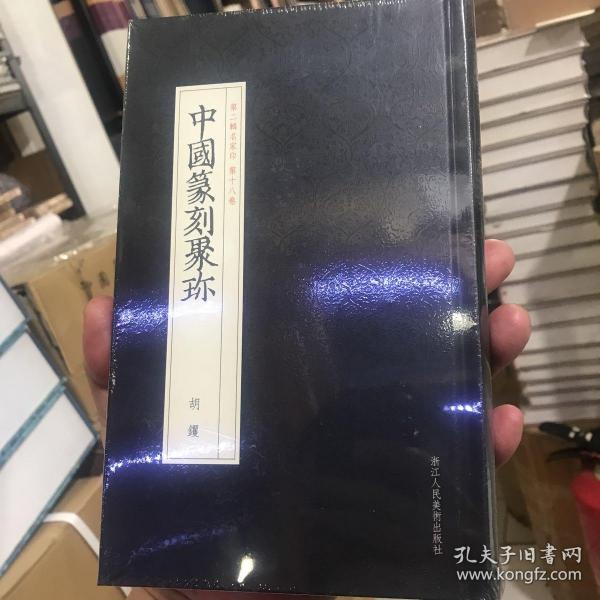 第二輯名家印 第十八卷
中國篆刻聚珍
胡钁
浙江人民美術出版社
孔夫子旧书网
www.kongfz.com